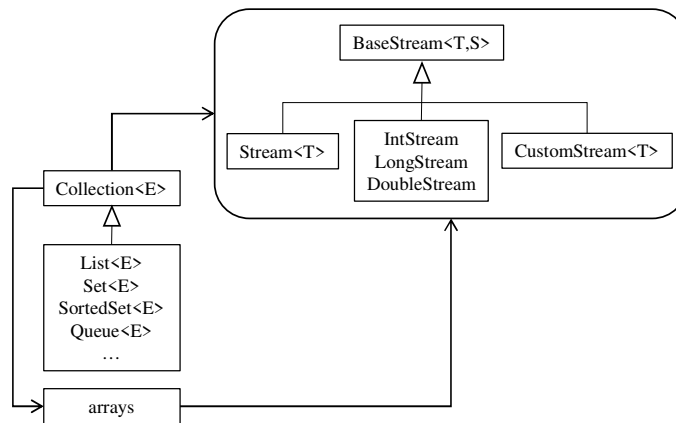 BaseStream<T,S>
Stream<T>
IntStream
LongStream
DoubleStream
CustomStream<T>
Collection<E>
List<E>
Set<E>
SortedSet<E>
Queue<E>
…
arrays